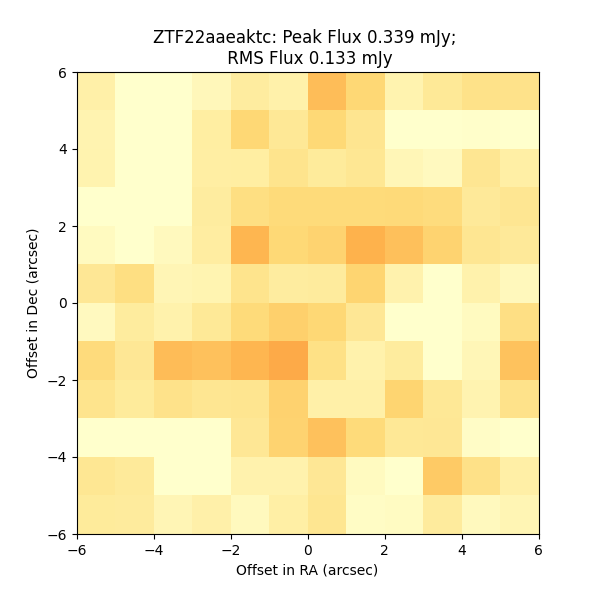 ZTF22aaeaktc: Peak Flux 0.339 mJy;
RMS Flux 0.133 mJy
6
4
2
0
−2
−4
−6
Offset in Dec (arcsec)
−6 −4 −2 0 2 4 6
Offset in RA (arcsec)